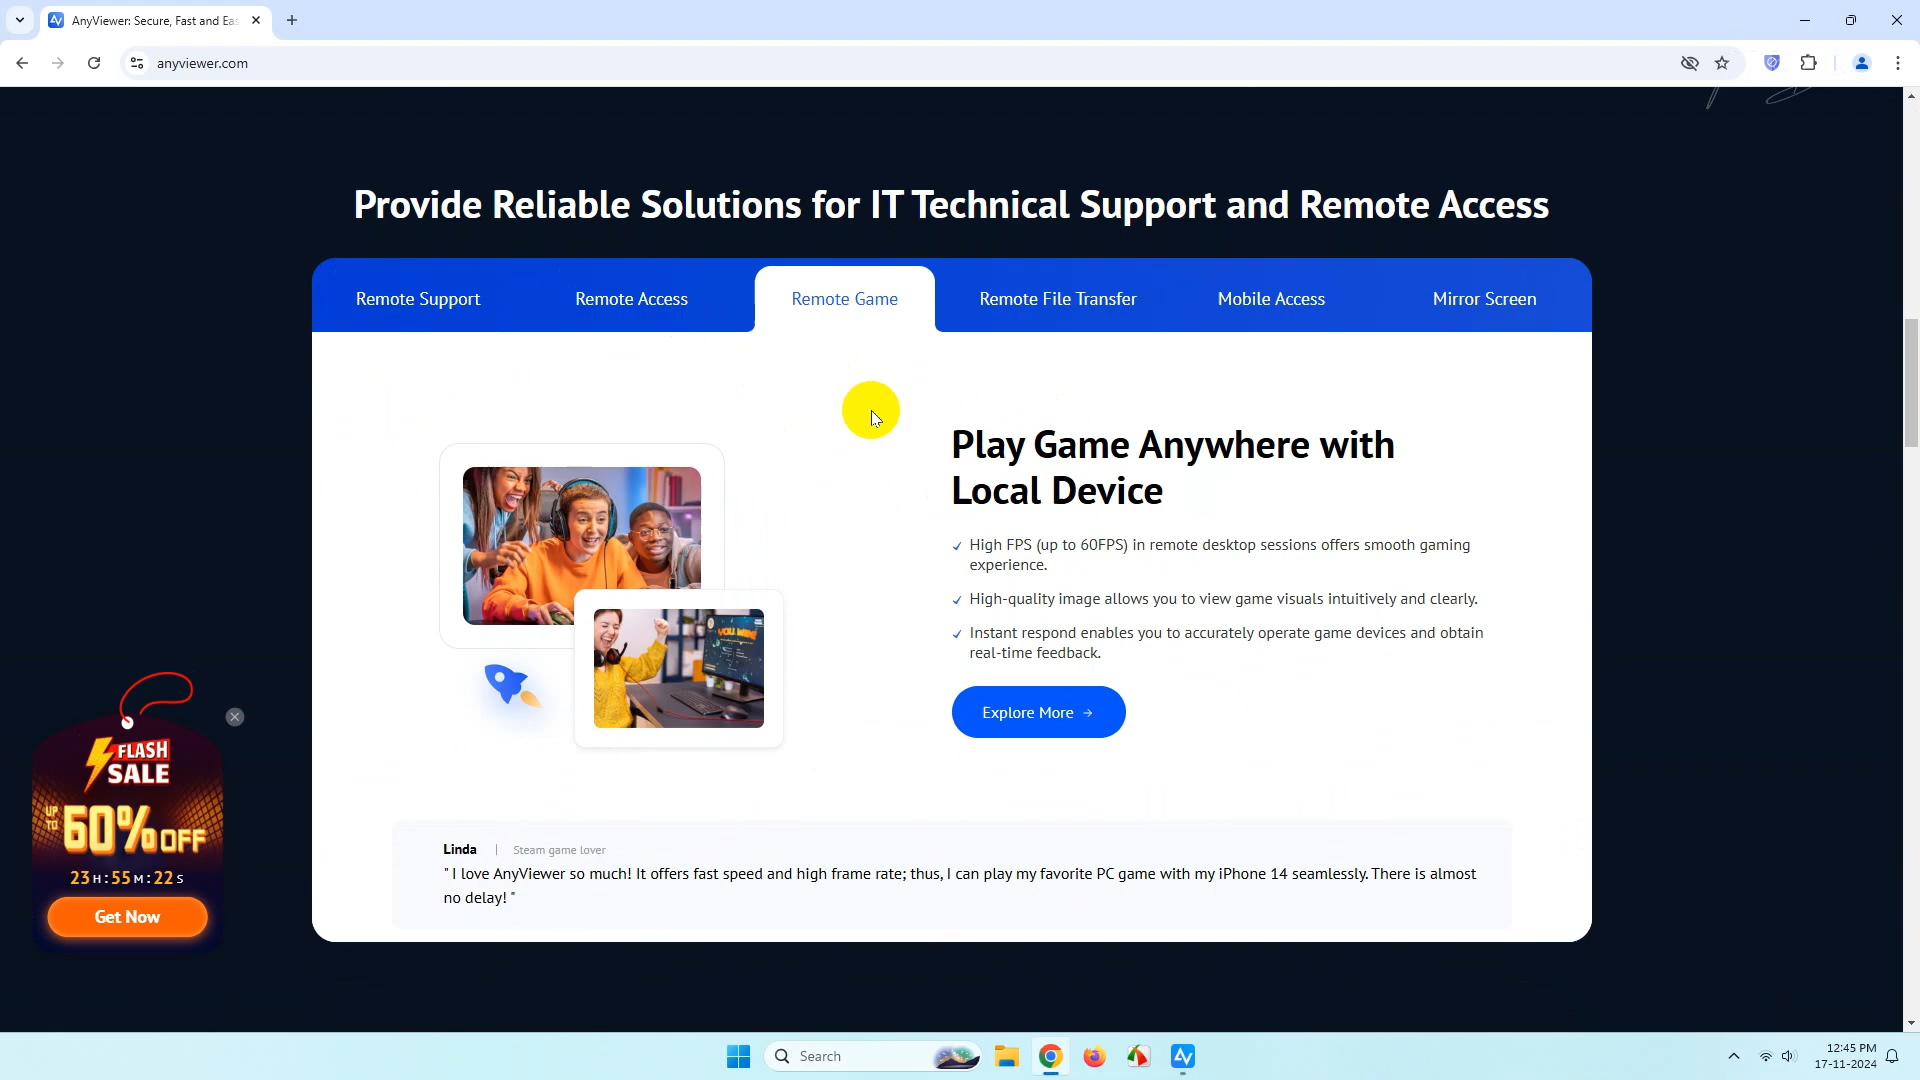 AnyViewer: Secure, Fast and Eas
anyviewer.com
Provide Reliable Solutions for IT Technical Support and Remote Access
Remote Support
Remote Access
Remote Game
Remote File Transfer
Mobile Access
Mirror Screen
Play Game Anywhere with
Local Device
High FPS (up to 60FPS) in remote desktop sessions offers smooth gaming
experience.
High-quality image allows you to view game visuals intuitively and clearly.
Instant respond enables you to accurately operate game devices and obtain
real-time feedback.
Explore More →
FLASH
SALE
UP TO 60% OFF
23 H : 55 M : 22 S
Get Now
Linda | Steam game lover
" I love AnyViewer so much! It offers fast speed and high frame rate; thus, I can play my favorite PC game with my iPhone 14 seamlessly. There is almost
no delay! "
Search
12:45 PM
17-11-2024